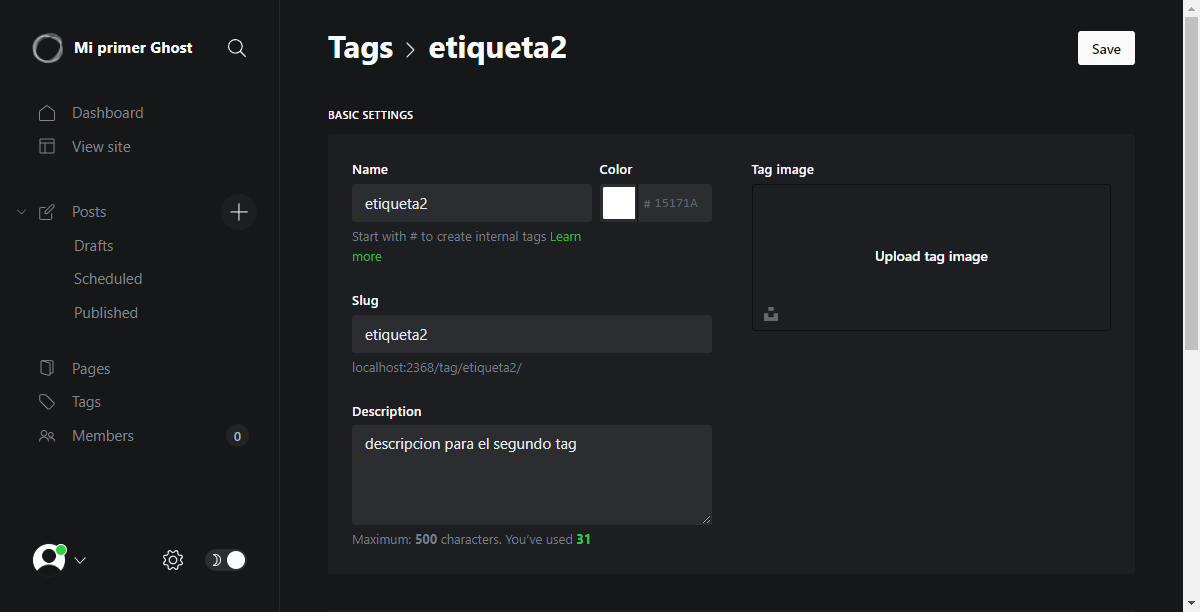 Mi primer Ghost
Dashboard
View site
Posts
Drafts
Scheduled
Published
Pages
Tags
Members 0
Tags > etiqueta2
Save
BASIC SETTINGS
Name
etiqueta2
Start with # to create internal tags Learn
more
Color
# 15171A
Slug
etiqueta2
localhost:2368/tag/etiqueta2/
Description
descripcion para el segundo tag
Maximum: 500 characters. You've used 31
Tag image
Upload tag image